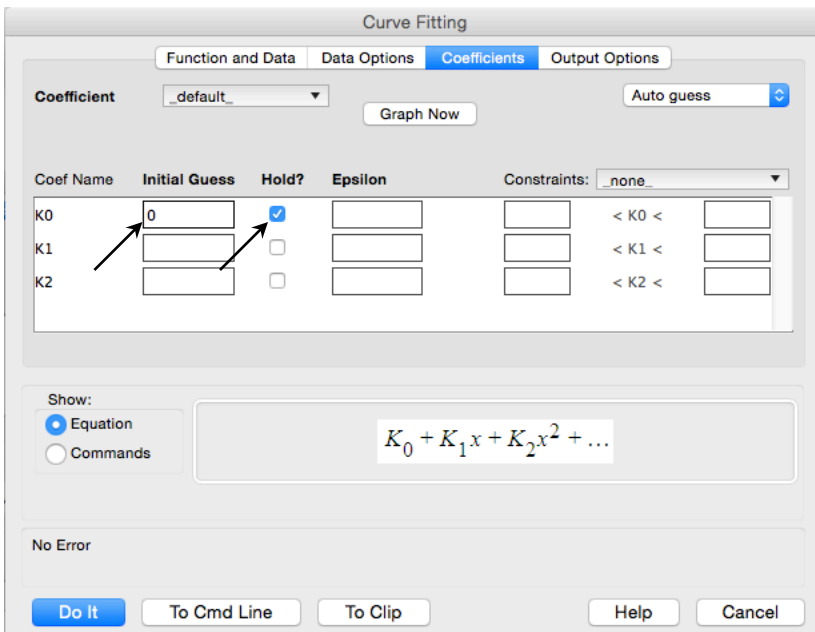 Curve Fitting
Function and Data Data Options Coefficients Output Options
Coefficient _default_ Auto guess
Graph Now
Coef Name Initial Guess Hold? Epsilon Constraints: _none_
K0 0 < K0 <
K1 < K1 <
K2 < K2 <
Show:
Equation
Commands
K₀ + K₁x + K₂x² + ...
No Error
Do It To Cmd Line To Clip Help Cancel